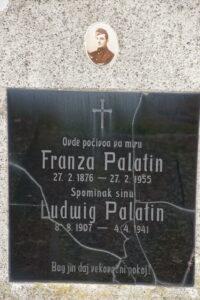 Ovde počivca va miru
Franza Palatin
27. 2. 1876 — 27. 2. 1955
Spominak sinu
Ludwig Palatin
8. 8. 1907 — 4. 4. 1941
Bog jin daj vekovečni pokoj!